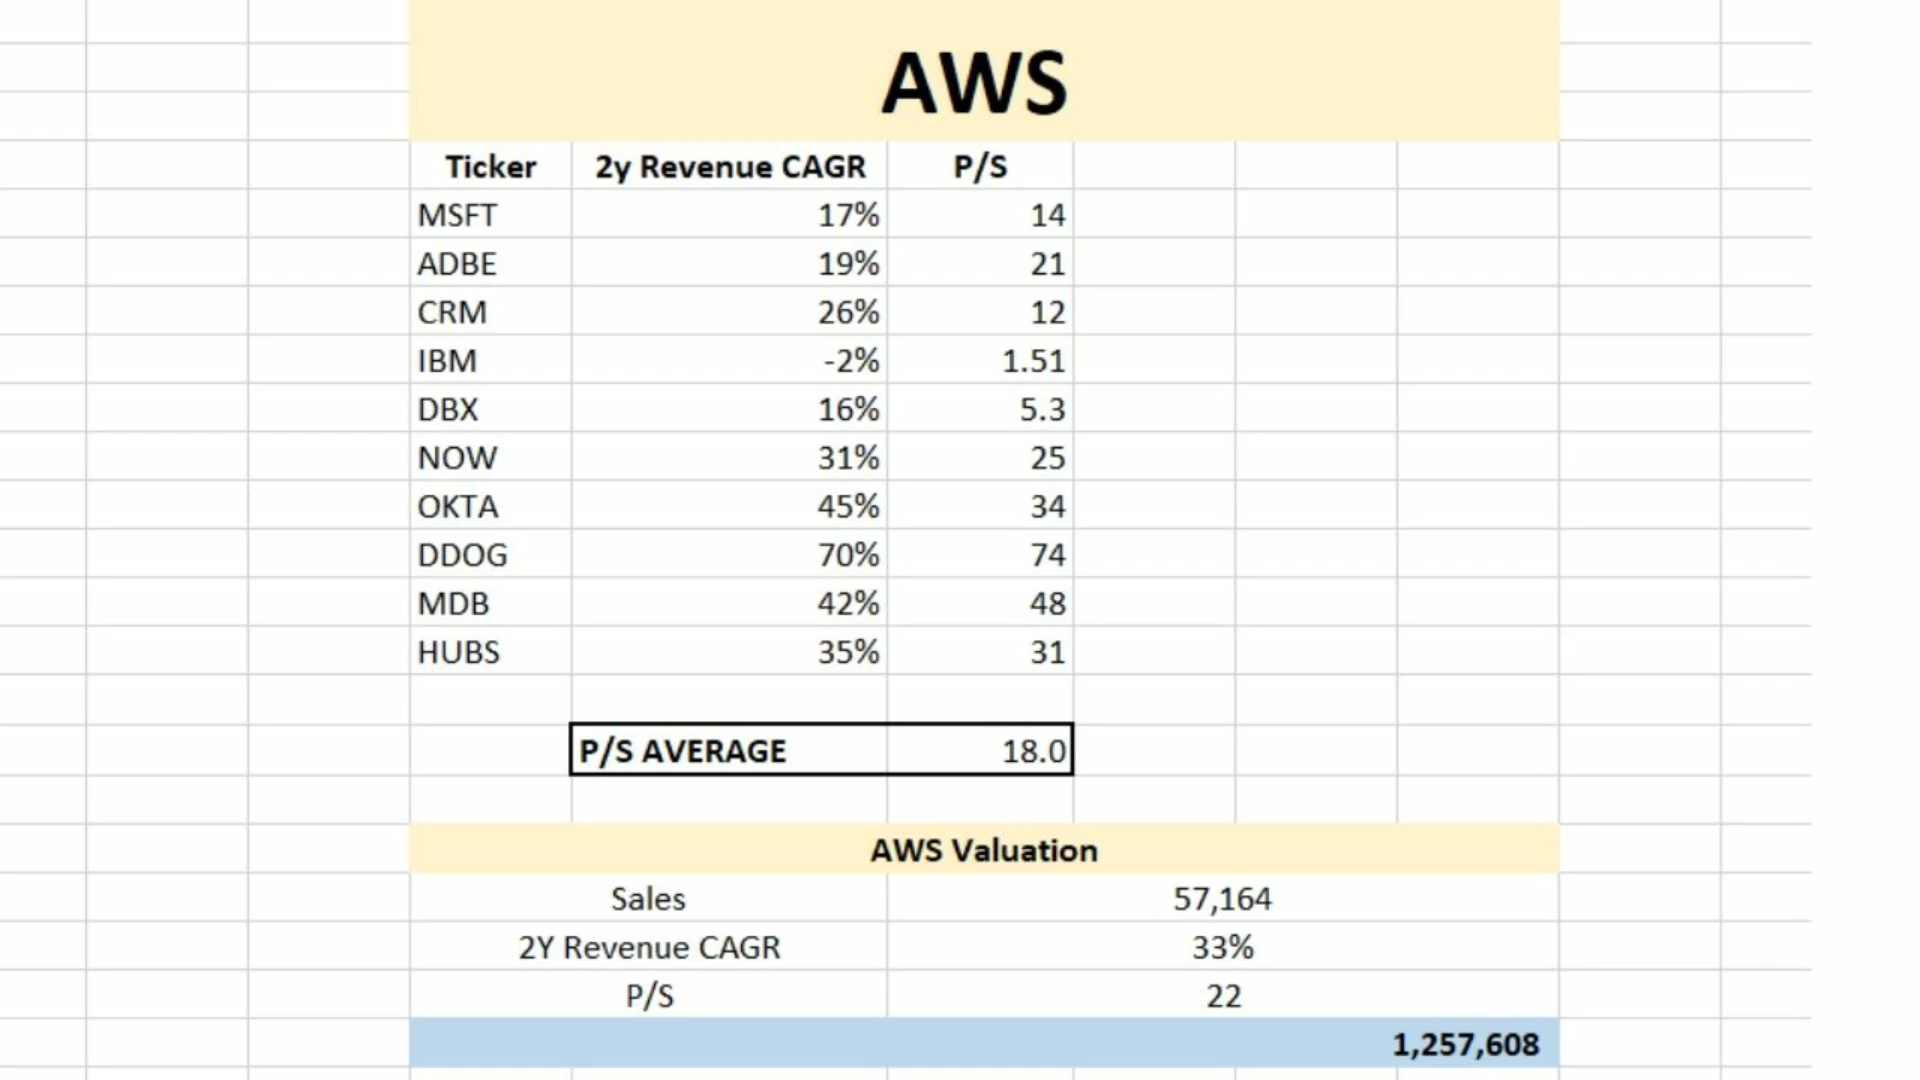 AWS
Ticker 2y Revenue CAGR P/S
MSFT 17% 14
ADBE 19% 21
CRM 26% 12
IBM -2% 1.51
DBX 16% 5.3
NOW 31% 25
OKTA 45% 34
DDOG 70% 74
MDB 42% 48
HUBS 35% 31
P/S AVERAGE 18.0
AWS Valuation
Sales 57,164
2Y Revenue CAGR 33%
P/S 22
1,257,608